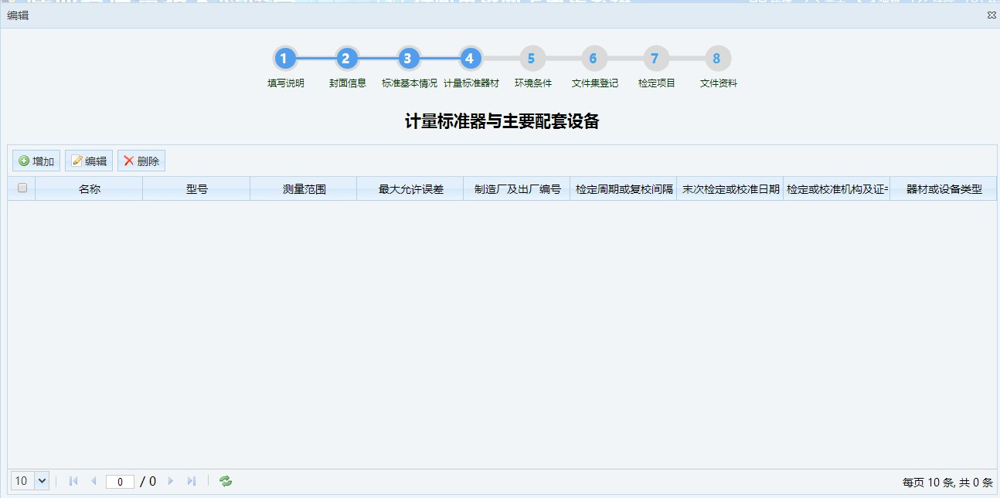 编辑
1 2 3 4 5 6 7 8
填写说明 封面信息 标准基本情况 计量标准器材 环境条件 文件集登记 检定项目 文件资料
计量标准器与主要配套设备
增加 编辑 删除
名称 型号 测量范围 最大允许误差 制造厂及出厂编号 检定周期或复校间隔 末次检定或校准日期 检定或校准机构及证 器材或设备类型
10 0 / 0 每页 10 条, 共 0 条